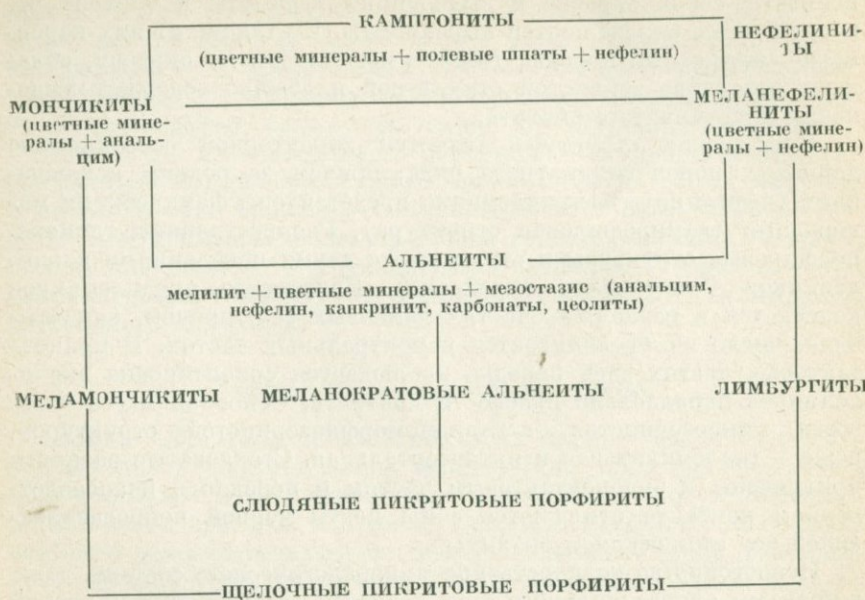 КАМПТОНИТЫ
(цветные минералы + полевые шпаты + нефелин)
НЕФЕЛИНИ-
ТЫ
МОНЧИКИТЫ
(цветные мине-
ралы + аналь-
цим)
МЕЛАНЕФЕЛИ-
НИТЫ
(цветные мине-
ралы + нефелин)
АЛЬНЕИТЫ
мелилит + цветные минералы + мезостазис (анальцим,
нефелин, канкринит, карбонаты, цеолиты)
МЕЛАМОНЧИКИТЫ
МЕЛАНОКРАТОВЫЕ АЛЬНЕИТЫ
ЛИМБУРГИТЫ
СЛЮДЯНЫЕ ПИКРИТОВЫЕ ПОРФИРИТЫ
ЩЕЛОЧНЫЕ ПИКРИТОВЫЕ ПОРФИРИТЫ